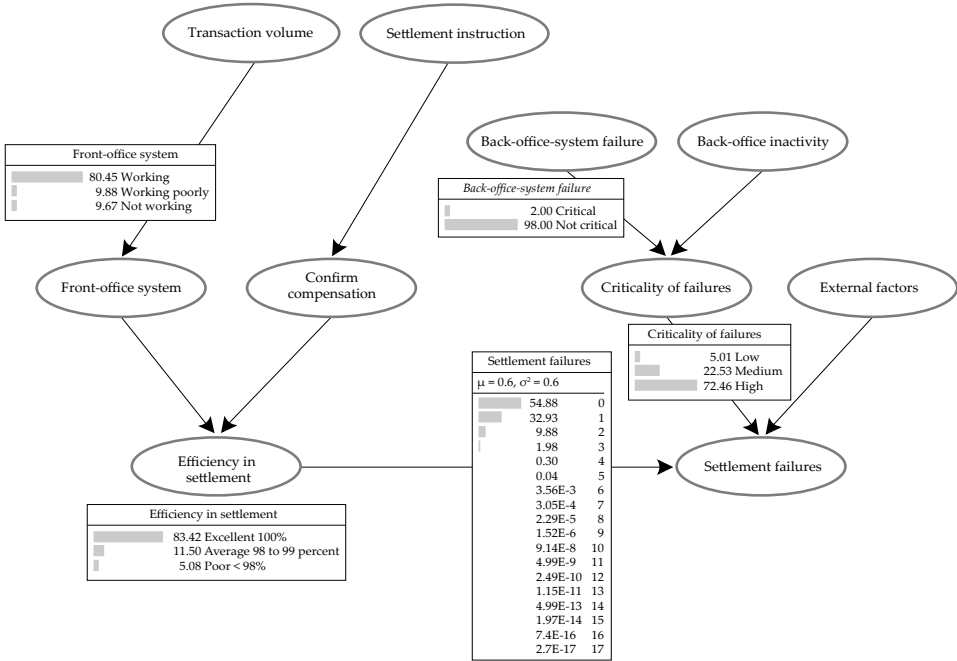 Transaction volume
Settlement instruction
Back-office-system failure
Back-office inactivity
Front-office system
80.45 Working
9.88 Working poorly
9.67 Not working
Back-office-system failure
2.00 Critical
98.00 Not critical
Front-office system
Confirm
compensation
Criticality of failures
External factors
Criticality of failures
5.01 Low
22.53 Medium
72.46 High
Settlement failures
μ = 0.6, σ² = 0.6
54.88 0
32.93 1
9.88 2
1.98 3
0.30 4
0.04 5
3.56E-3 6
3.05E-4 7
2.29E-5 8
1.52E-6 9
9.14E-8 10
4.99E-9 11
2.49E-10 12
1.15E-11 13
4.99E-13 14
1.97E-14 15
7.4E-16 16
2.7E-17 17
Efficiency in
settlement
Settlement failures
Efficiency in settlement
83.42 Excellent 100%
11.50 Average 98 to 99 percent
5.08 Poor < 98%